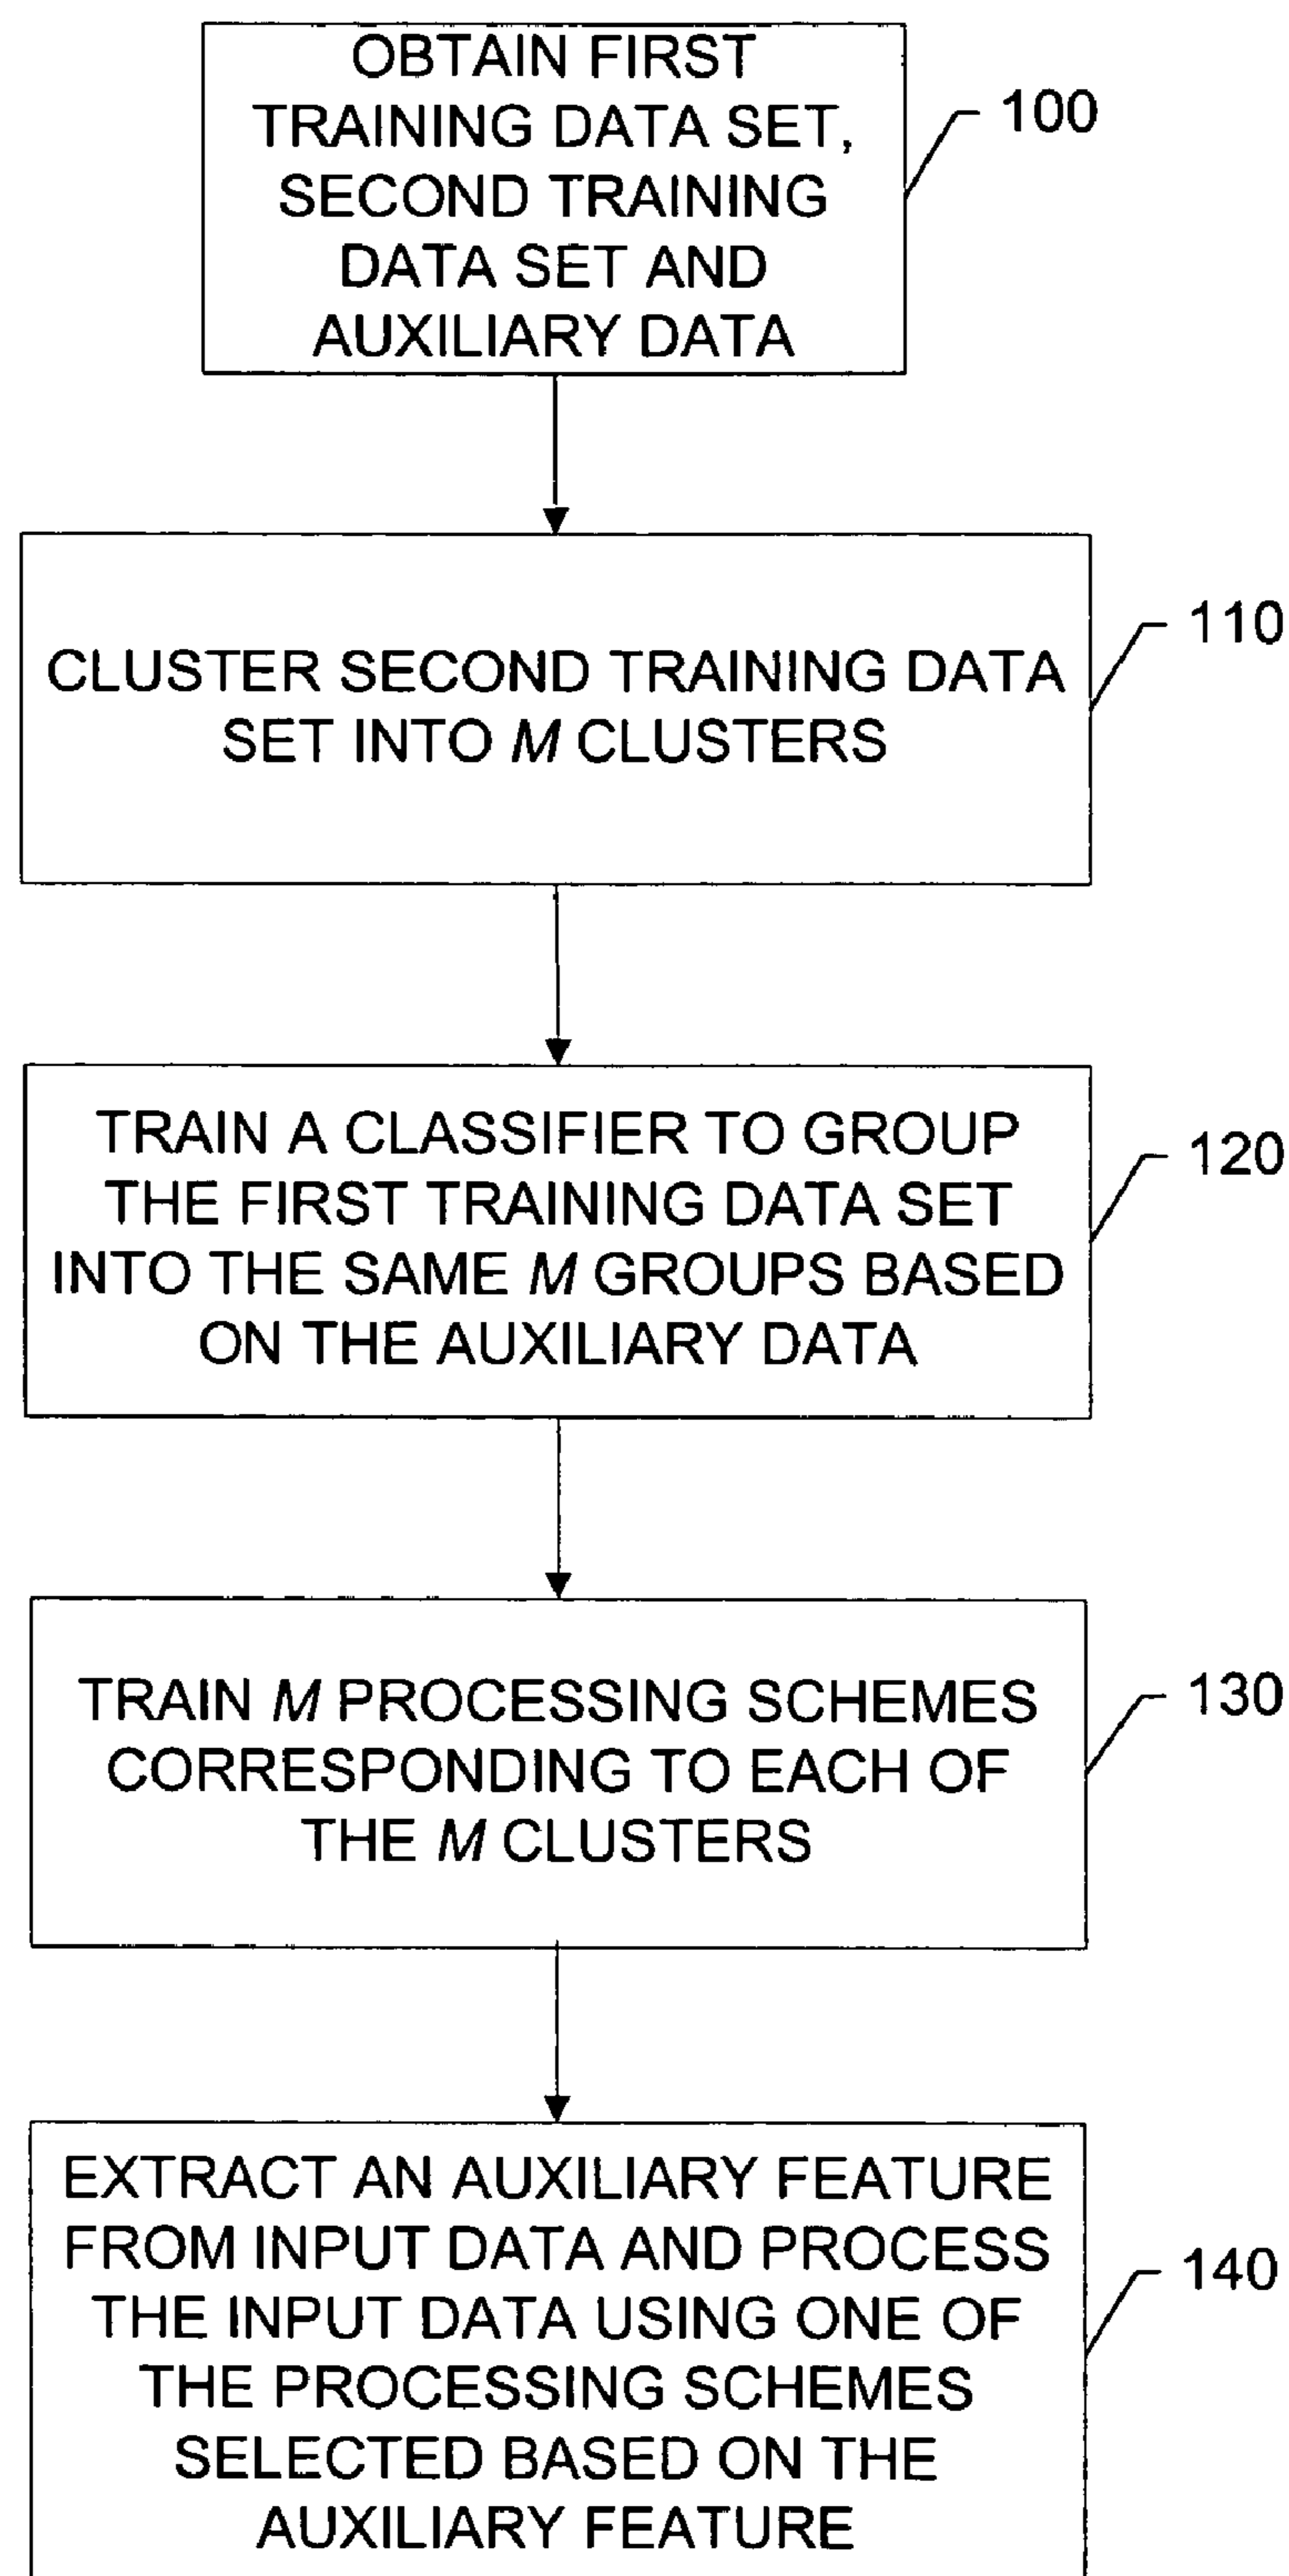 OBTAIN FIRST
TRAINING DATA SET,
SECOND TRAINING
DATA SET AND
AUXILIARY DATA
100
CLUSTER SECOND TRAINING DATA
SET INTO M CLUSTERS
110
TRAIN A CLASSIFIER TO GROUP
THE FIRST TRAINING DATA SET
INTO THE SAME M GROUPS BASED
ON THE AUXILIARY DATA
120
TRAIN M PROCESSING SCHEMES
CORRESPONDING TO EACH OF
THE M CLUSTERS
130
EXTRACT AN AUXILIARY FEATURE
FROM INPUT DATA AND PROCESS
THE INPUT DATA USING ONE OF
THE PROCESSING SCHEMES
SELECTED BASED ON THE
AUXILIARY FEATURE
140